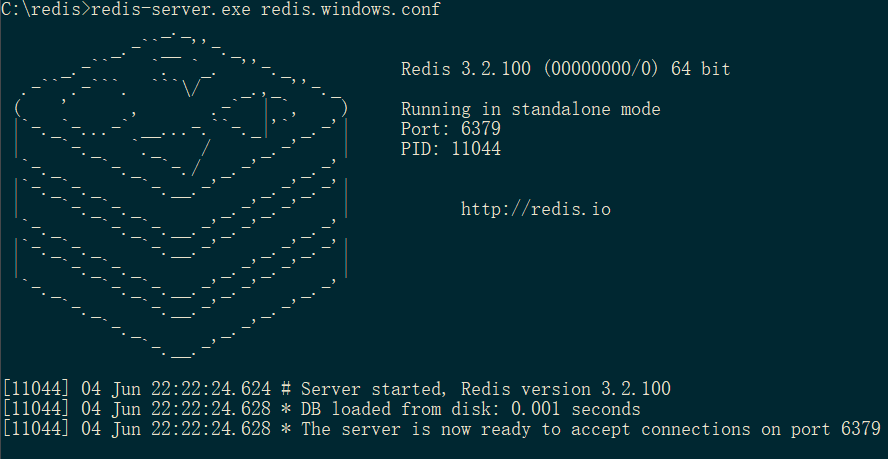 C:\redis>redis-server.exe redis.windows.conf
Redis 3.2.100 (00000000/0) 64 bit
Running in standalone mode
Port: 6379
PID: 11044
http://redis.io
[11044] 04 Jun 22:22:24.624 # Server started, Redis version 3.2.100
[11044] 04 Jun 22:22:24.628 * DB loaded from disk: 0.001 seconds
[11044] 04 Jun 22:22:24.628 * The server is now ready to accept connections on port 6379